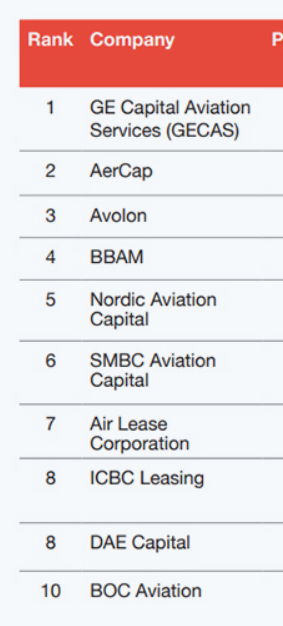 Rank Company P
1 GE Capital Aviation
Services (GECAS)
2 AerCap
3 Avolon
4 BBAM
5 Nordic Aviation
Capital
6 SMBC Aviation
Capital
7 Air Lease
Corporation
8 ICBC Leasing
8 DAE Capital
10 BOC Aviation